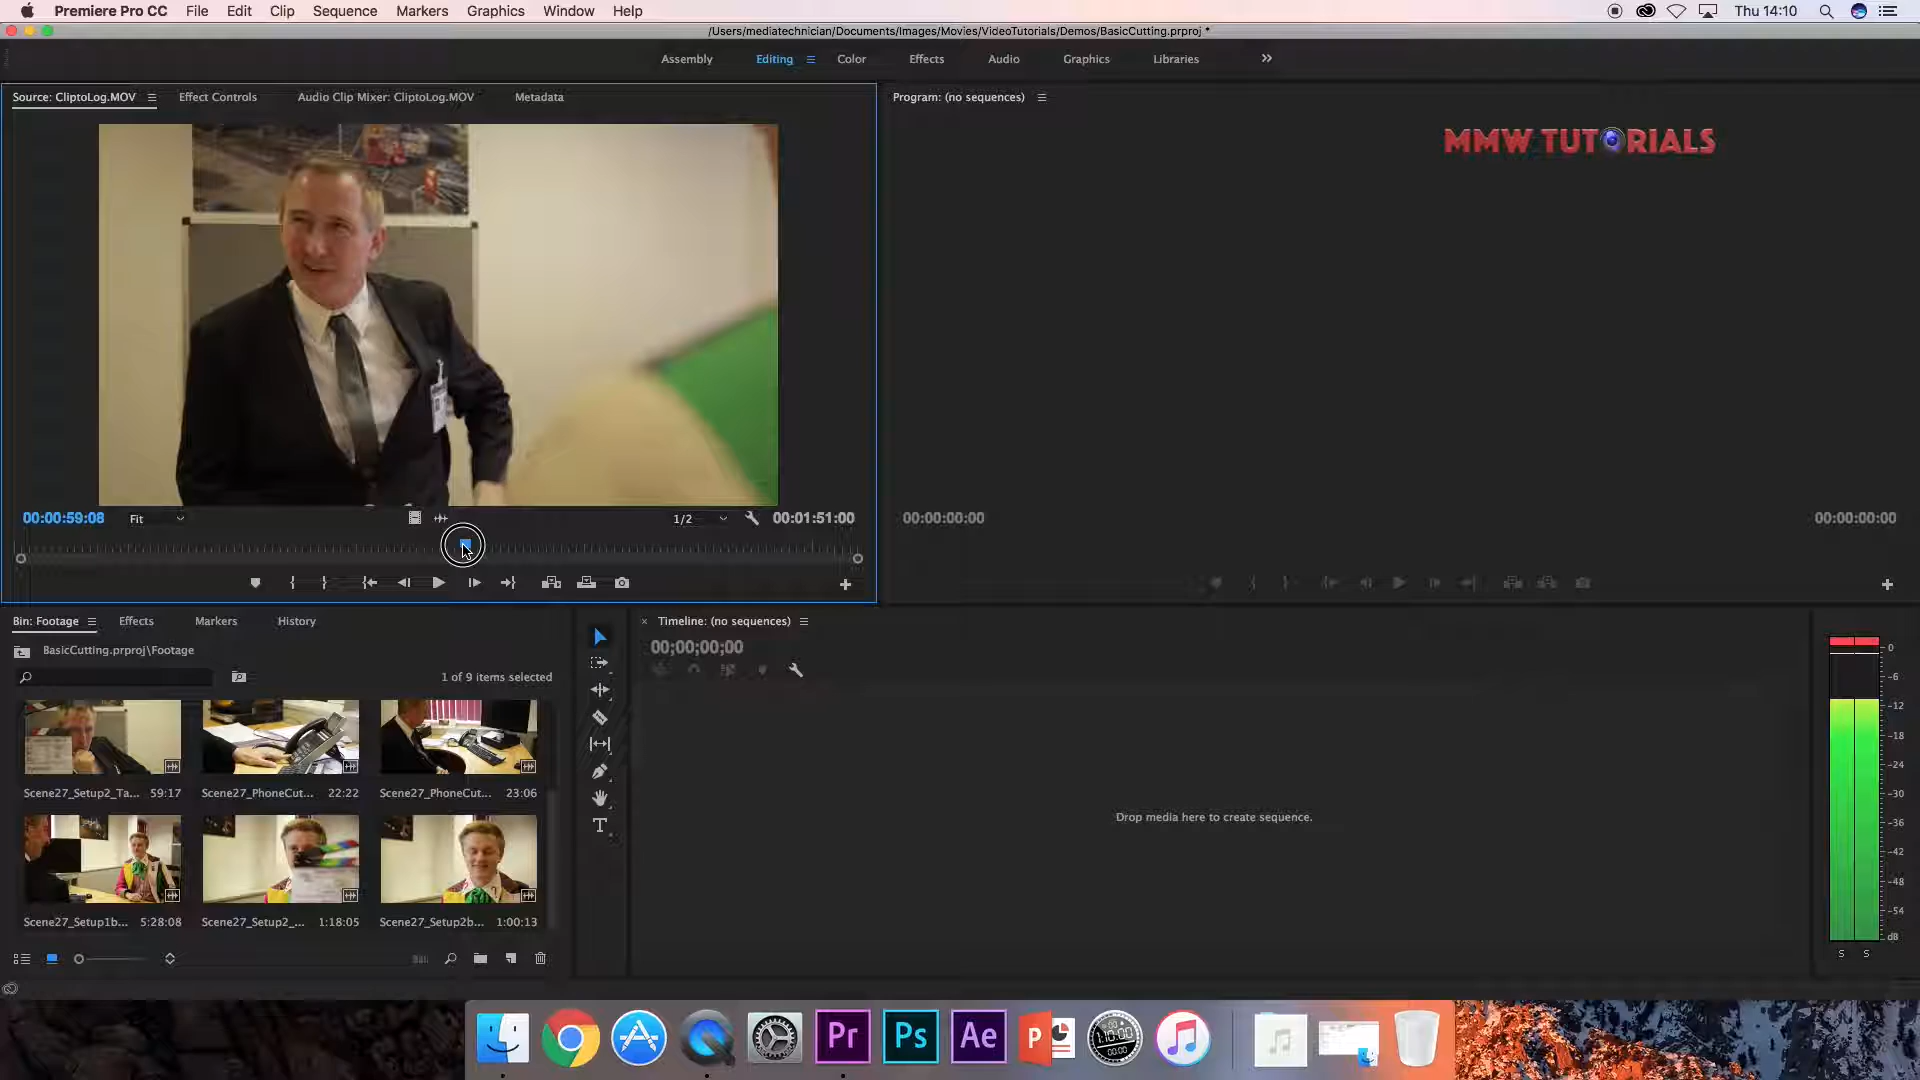 Premiere Pro CC File Edit Clip Sequence Markers Graphics Window Help Thu 14:10
/Users/mediatechnician/Documents/Images/Movies/VideoTutorials/Demos/BasicCutting.prproj *
Assembly Editing Color Effects Audio Graphics Libraries
Source: CliptoLog.MOV Effect Controls Audio Clip Mixer: CliptoLog.MOV Metadata
Program: (no sequences)
MMW TUTORIALS
00:00:59:08 Fit 1/2 00:01:51:00
00:00:00:00 00:00:00:00
Bin: Footage Effects Markers History
BasicCutting.prproj\Footage
1 of 9 items selected
Scene27_Setup2_Ta... 59:17 Scene27_PhoneCut... 22:22 Scene27_PhoneCut... 23:06
Scene27_Setup1b... 5:28:08 Scene27_Setup2_... 1:18:05 Scene27_Setup2b... 1:00:13
Timeline: (no sequences)
00;00;00;00
Drop media here to create sequence.
0
-6
-12
-18
-24
-30
-36
-42
-48
-54
dB
S S
Pr Ps Ae P